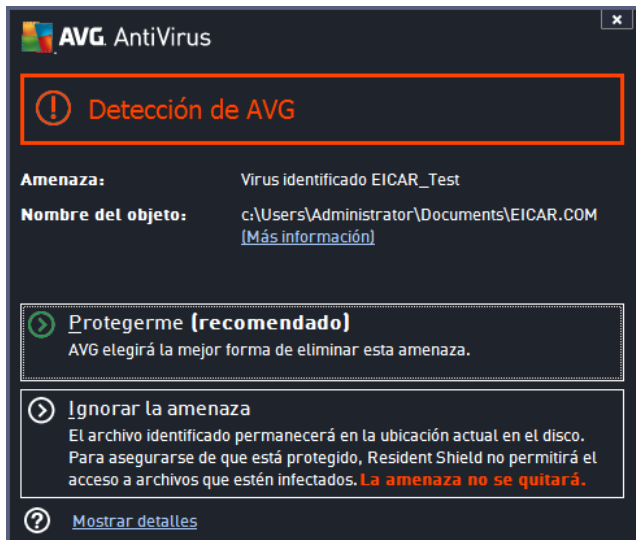 AVG. AntiVirus
Detección de AVG
Amenaza: Virus identificado EICAR_Test
Nombre del objeto: c:\Users\Administrator\Documents\EICAR.COM
(Más información)
Protegerme (recomendado)
AVG elegirá la mejor forma de eliminar esta amenaza.
Ignorar la amenaza
El archivo identificado permanecerá en la ubicación actual en el disco.
Para asegurarse de que está protegido, Resident Shield no permitirá el
acceso a archivos que estén infectados. La amenaza no se quitará.
Mostrar detalles